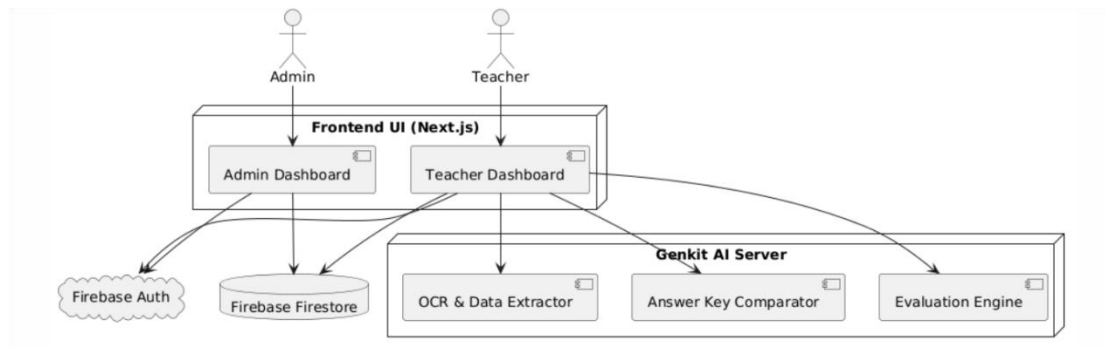 Admin
Teacher
Frontend UI (Next.js)
Admin Dashboard
Teacher Dashboard
Genkit AI Server
Firebase Auth
Firebase Firestore
OCR & Data Extractor
Answer Key Comparator
Evaluation Engine